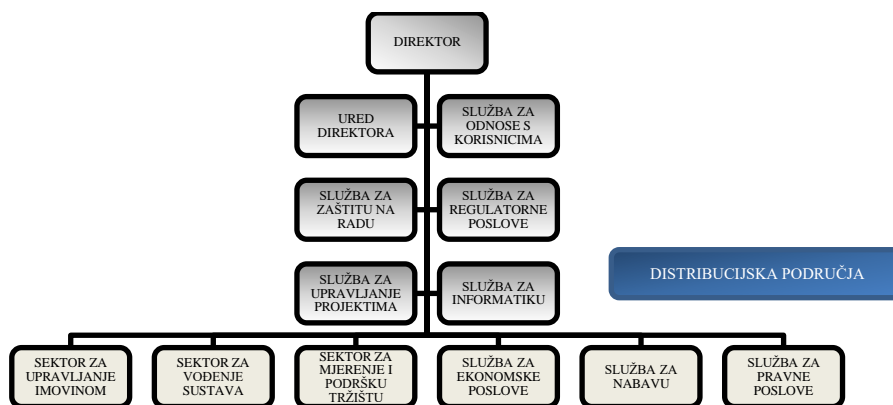 DIREKTOR
URED
DIREKTORA
SLUŽBA ZA
ODNOSE S
KORISNICIMA
SLUŽBA ZA
ZAŠTITU NA
RADU
SLUŽBA ZA
REGULATORNE
POSLOVE
SLUŽBA ZA
UPRAVLJANJE
PROJEKTIMA
SLUŽBA ZA
INFORMATIKU
DISTRIBUCIJSKA PODRUČJA
SEKTOR ZA
UPRAVLJANJE
IMOVINOM
SEKTOR ZA
VOĐENJE
SUSTAVA
SEKTOR ZA
MJERENJE I
PODRŠKU
TRŽIŠTU
SLUŽBA ZA
EKONOMSKE
POSLOVE
SLUŽBA ZA
NABAVU
SLUŽBA ZA
PRAVNE
POSLOVE